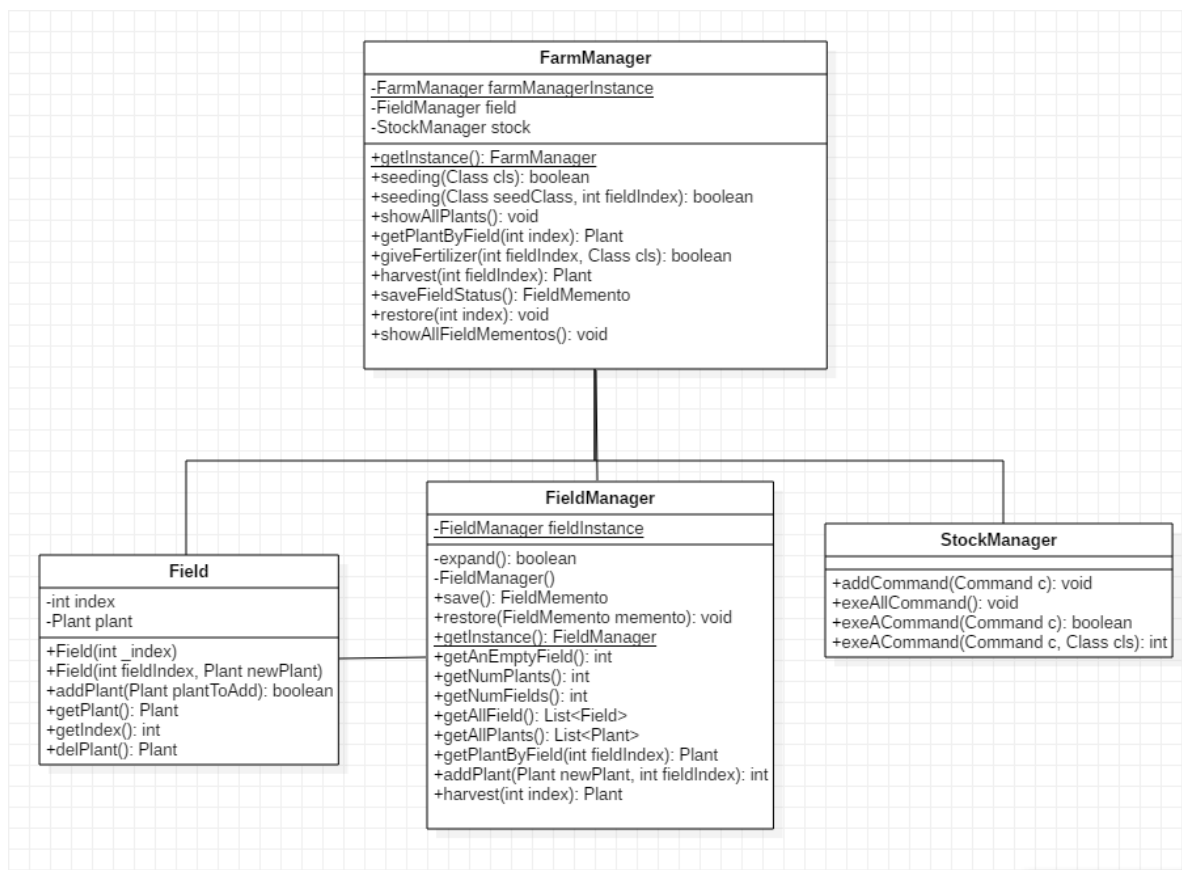 FarmManager
-FarmManager farmManagerInstance
-FieldManager field
-StockManager stock
+getInstance(): FarmManager
+seeding(Class cls): boolean
+seeding(Class seedClass, int fieldIndex): boolean
+showAllPlants(): void
+getPlantByField(int index): Plant
+giveFertilizer(int fieldIndex, Class cls): boolean
+harvest(int fieldIndex): Plant
+saveFieldStatus(): FieldMemento
+restore(int index): void
+showAllFieldMementos(): void
Field
-int index
-Plant plant
+Field(int _index)
+Field(int fieldIndex, Plant newPlant)
+addPlant(Plant plantToAdd): boolean
+getPlant(): Plant
+getIndex(): int
+delPlant(): Plant
FieldManager
-FieldManager fieldInstance
-expand(): boolean
-FieldManager()
+save(): FieldMemento
+restore(FieldMemento memento): void
+getInstance(): FieldManager
+getAnEmptyField(): int
+getNumPlants(): int
+getNumFields(): int
+getAllField(): List<Field>
+getAllPlants(): List<Plant>
+getPlantByField(int fieldIndex): Plant
+addPlant(Plant newPlant, int fieldIndex): int
+harvest(int index): Plant
StockManager
+addCommand(Command c): void
+exeAllCommand(): void
+exeACommand(Command c): boolean
+exeACommand(Command c, Class cls): int